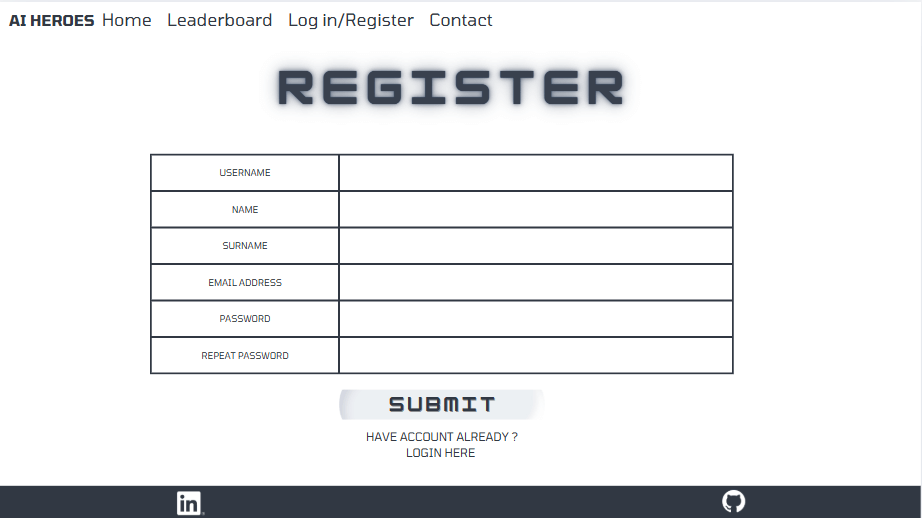 AI HEROES Home Leaderboard Log in/Register Contact
REGISTER
USERNAME
NAME
SURNAME
EMAIL ADDRESS
PASSWORD
REPEAT PASSWORD
SUBMIT
HAVE ACCOUNT ALREADY ?
LOGIN HERE
in